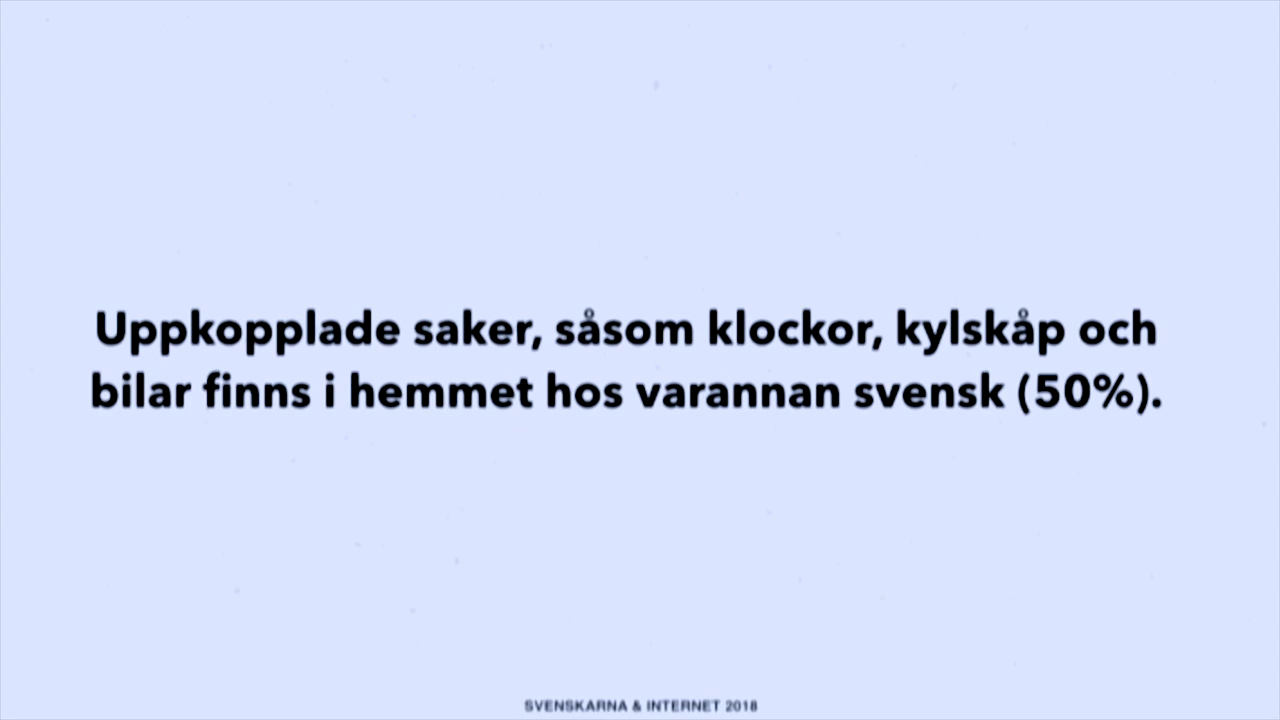 Uppkopplade saker, såsom klockor, kylskåp och
bilar finns i hemmet hos varannan svensk (50%).
SVENSKARNA & INTERNET 2018